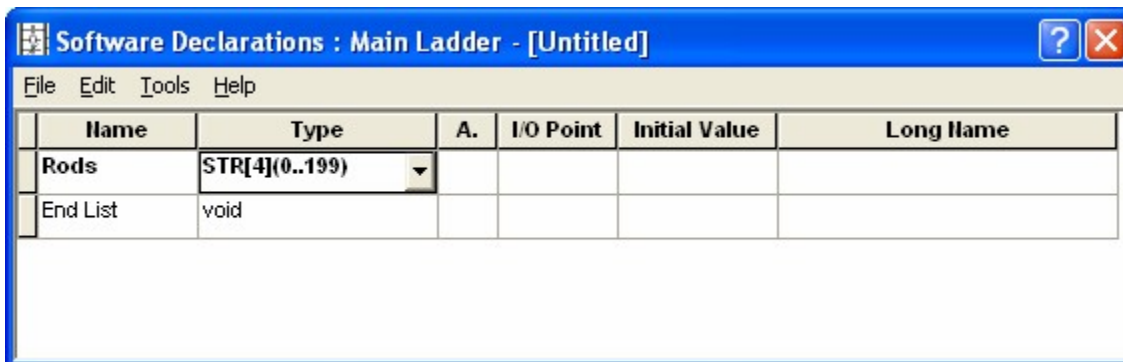 Software Declarations : Main Ladder - [Untitled]
File Edit Tools Help
Name Type A. I/O Point Initial Value Long Name
Rods STR[4](0..199)
End List void